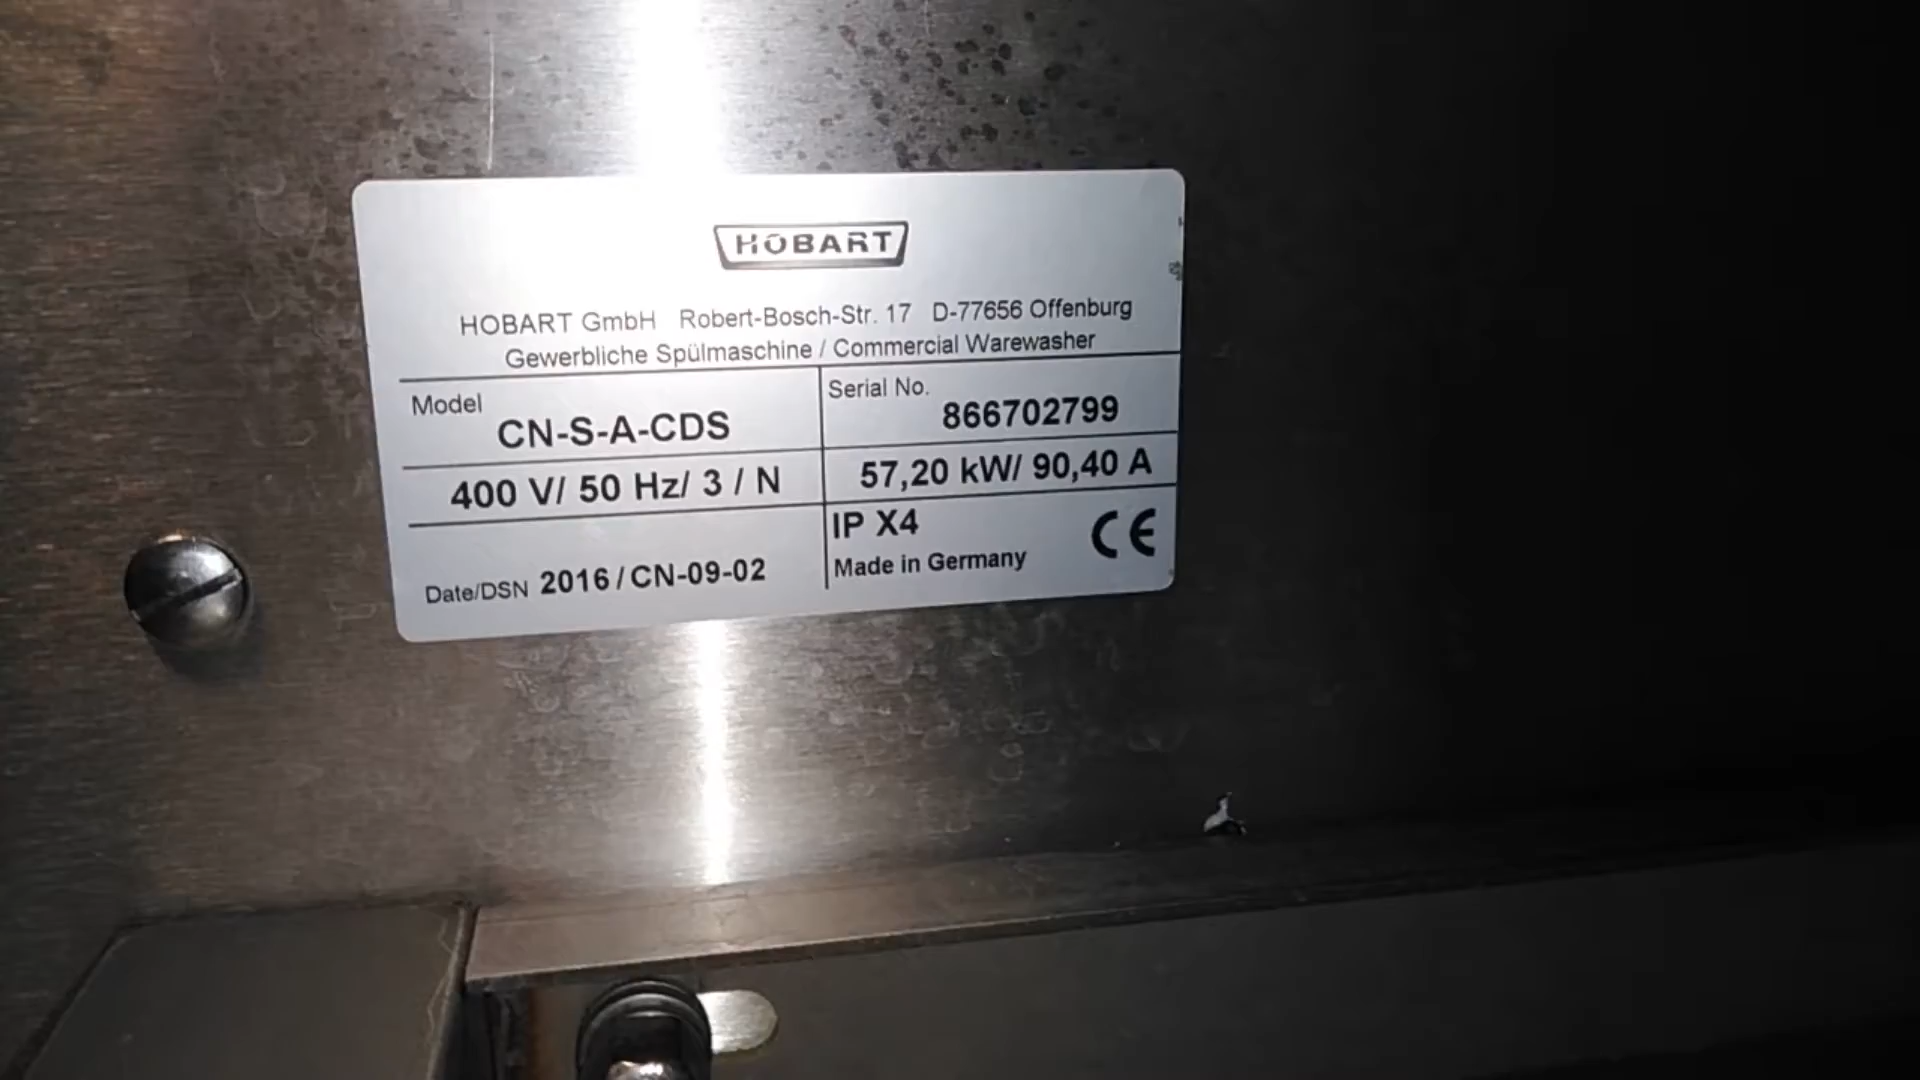 HOBART
HOBART GmbH Robert-Bosch-Str. 17 D-77656 Offenburg
Gewerbliche Spülmaschine / Commercial Warewasher
Model CN-S-A-CDS
Serial No. 866702799
400 V/ 50 Hz/ 3 / N
57,20 kW/ 90,40 A
Date/DSN 2016 / CN-09-02
IP X4
Made in Germany
CE